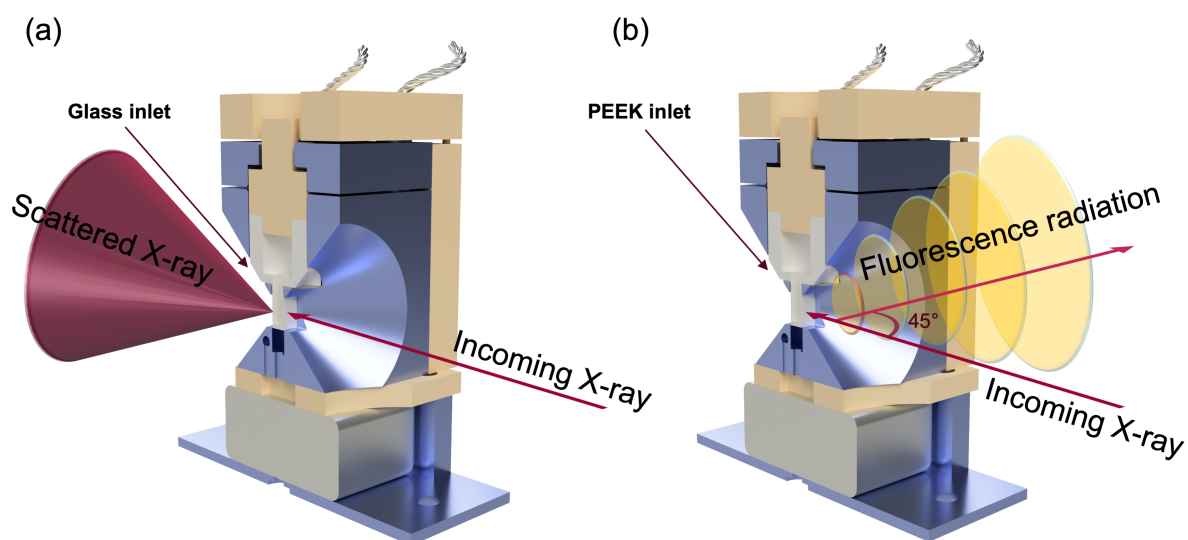 (a)
Glass inlet
Scattered X-ray
Incoming X-ray
(b)
PEEK inlet
Fluorescence radiation
45°
Incoming X-ray